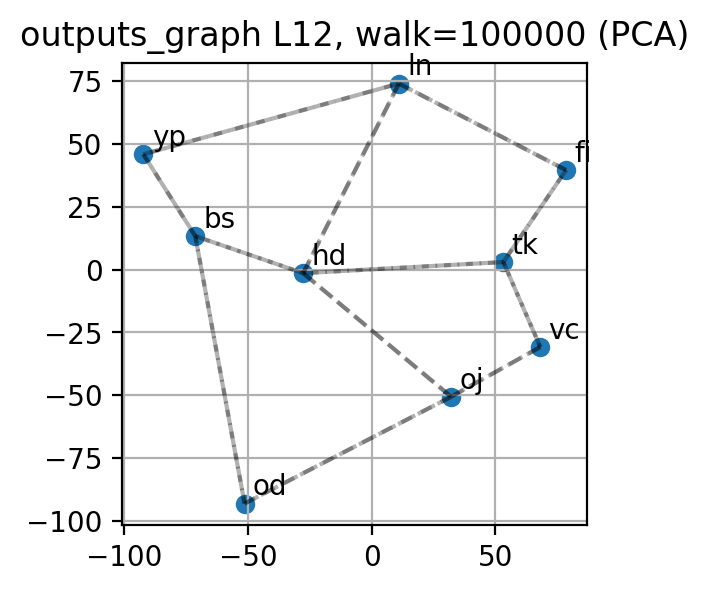 outputs_graph L12, walk=100000 (PCA)
ln
75
yp
50
fi
25
bs
tk
hd
0
−25
vc
oj
−50
−75
od
−100
−100 −50 0 50